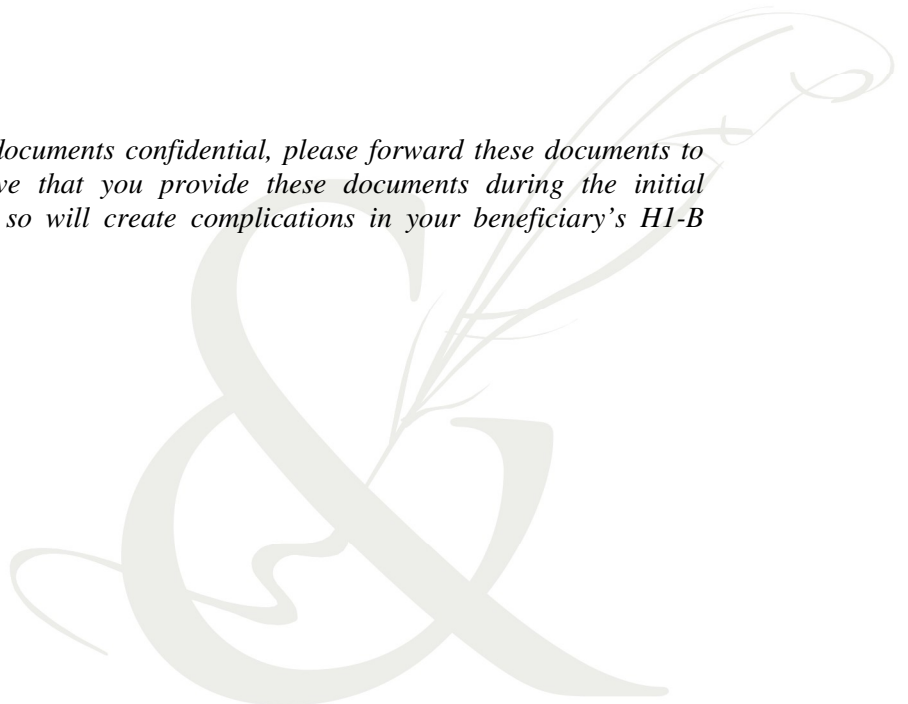 documents confidential, please forward these documents to
that you provide these documents during the initial
so will create complications in your beneficiary’s H1-B
&